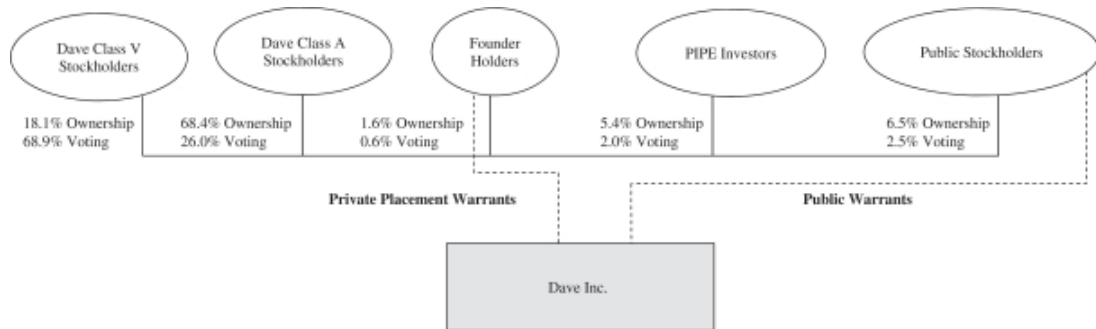 Dave Class V
Stockholders
Dave Class A
Stockholders
Founder
Holders
PIPE Investors
Public Stockholders
18.1% Ownership
68.9% Voting
68.4% Ownership
26.0% Voting
1.6% Ownership
0.6% Voting
5.4% Ownership
2.0% Voting
6.5% Ownership
2.5% Voting
Private Placement Warrants
Public Warrants
Dave Inc.